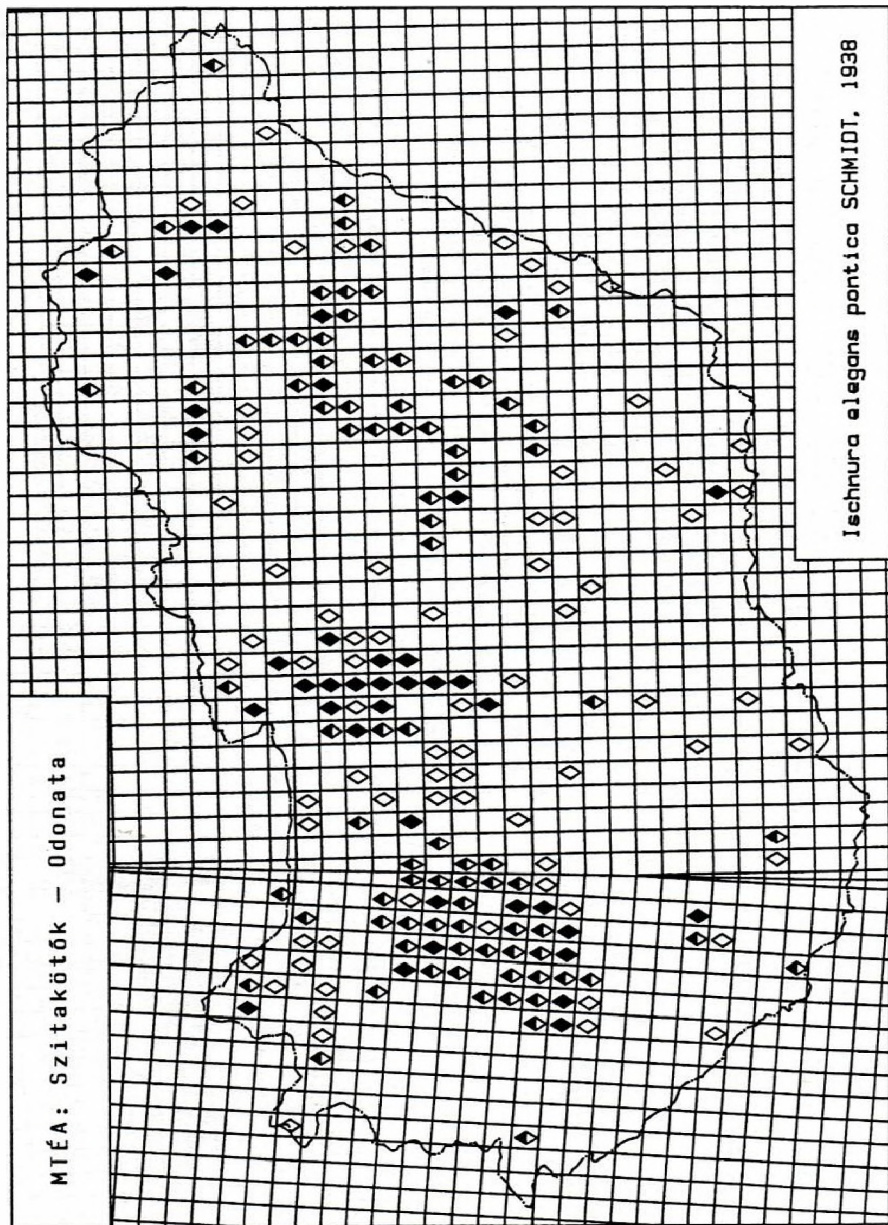 MTÉA: Szitakötők — Odonata
Ischnura elegans pontica SCHMIDT, 1938